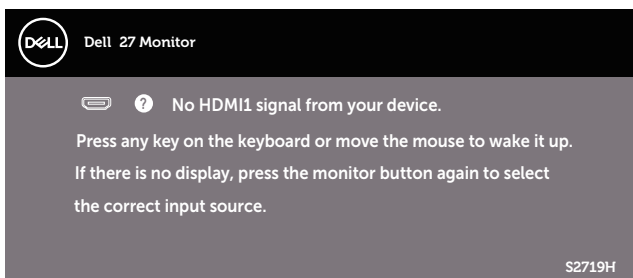 DELL
Dell 27 Monitor
? No HDMI1 signal from your device.
Press any key on the keyboard or move the mouse to wake it up.
If there is no display, press the monitor button again to select
the correct input source.
S2719H